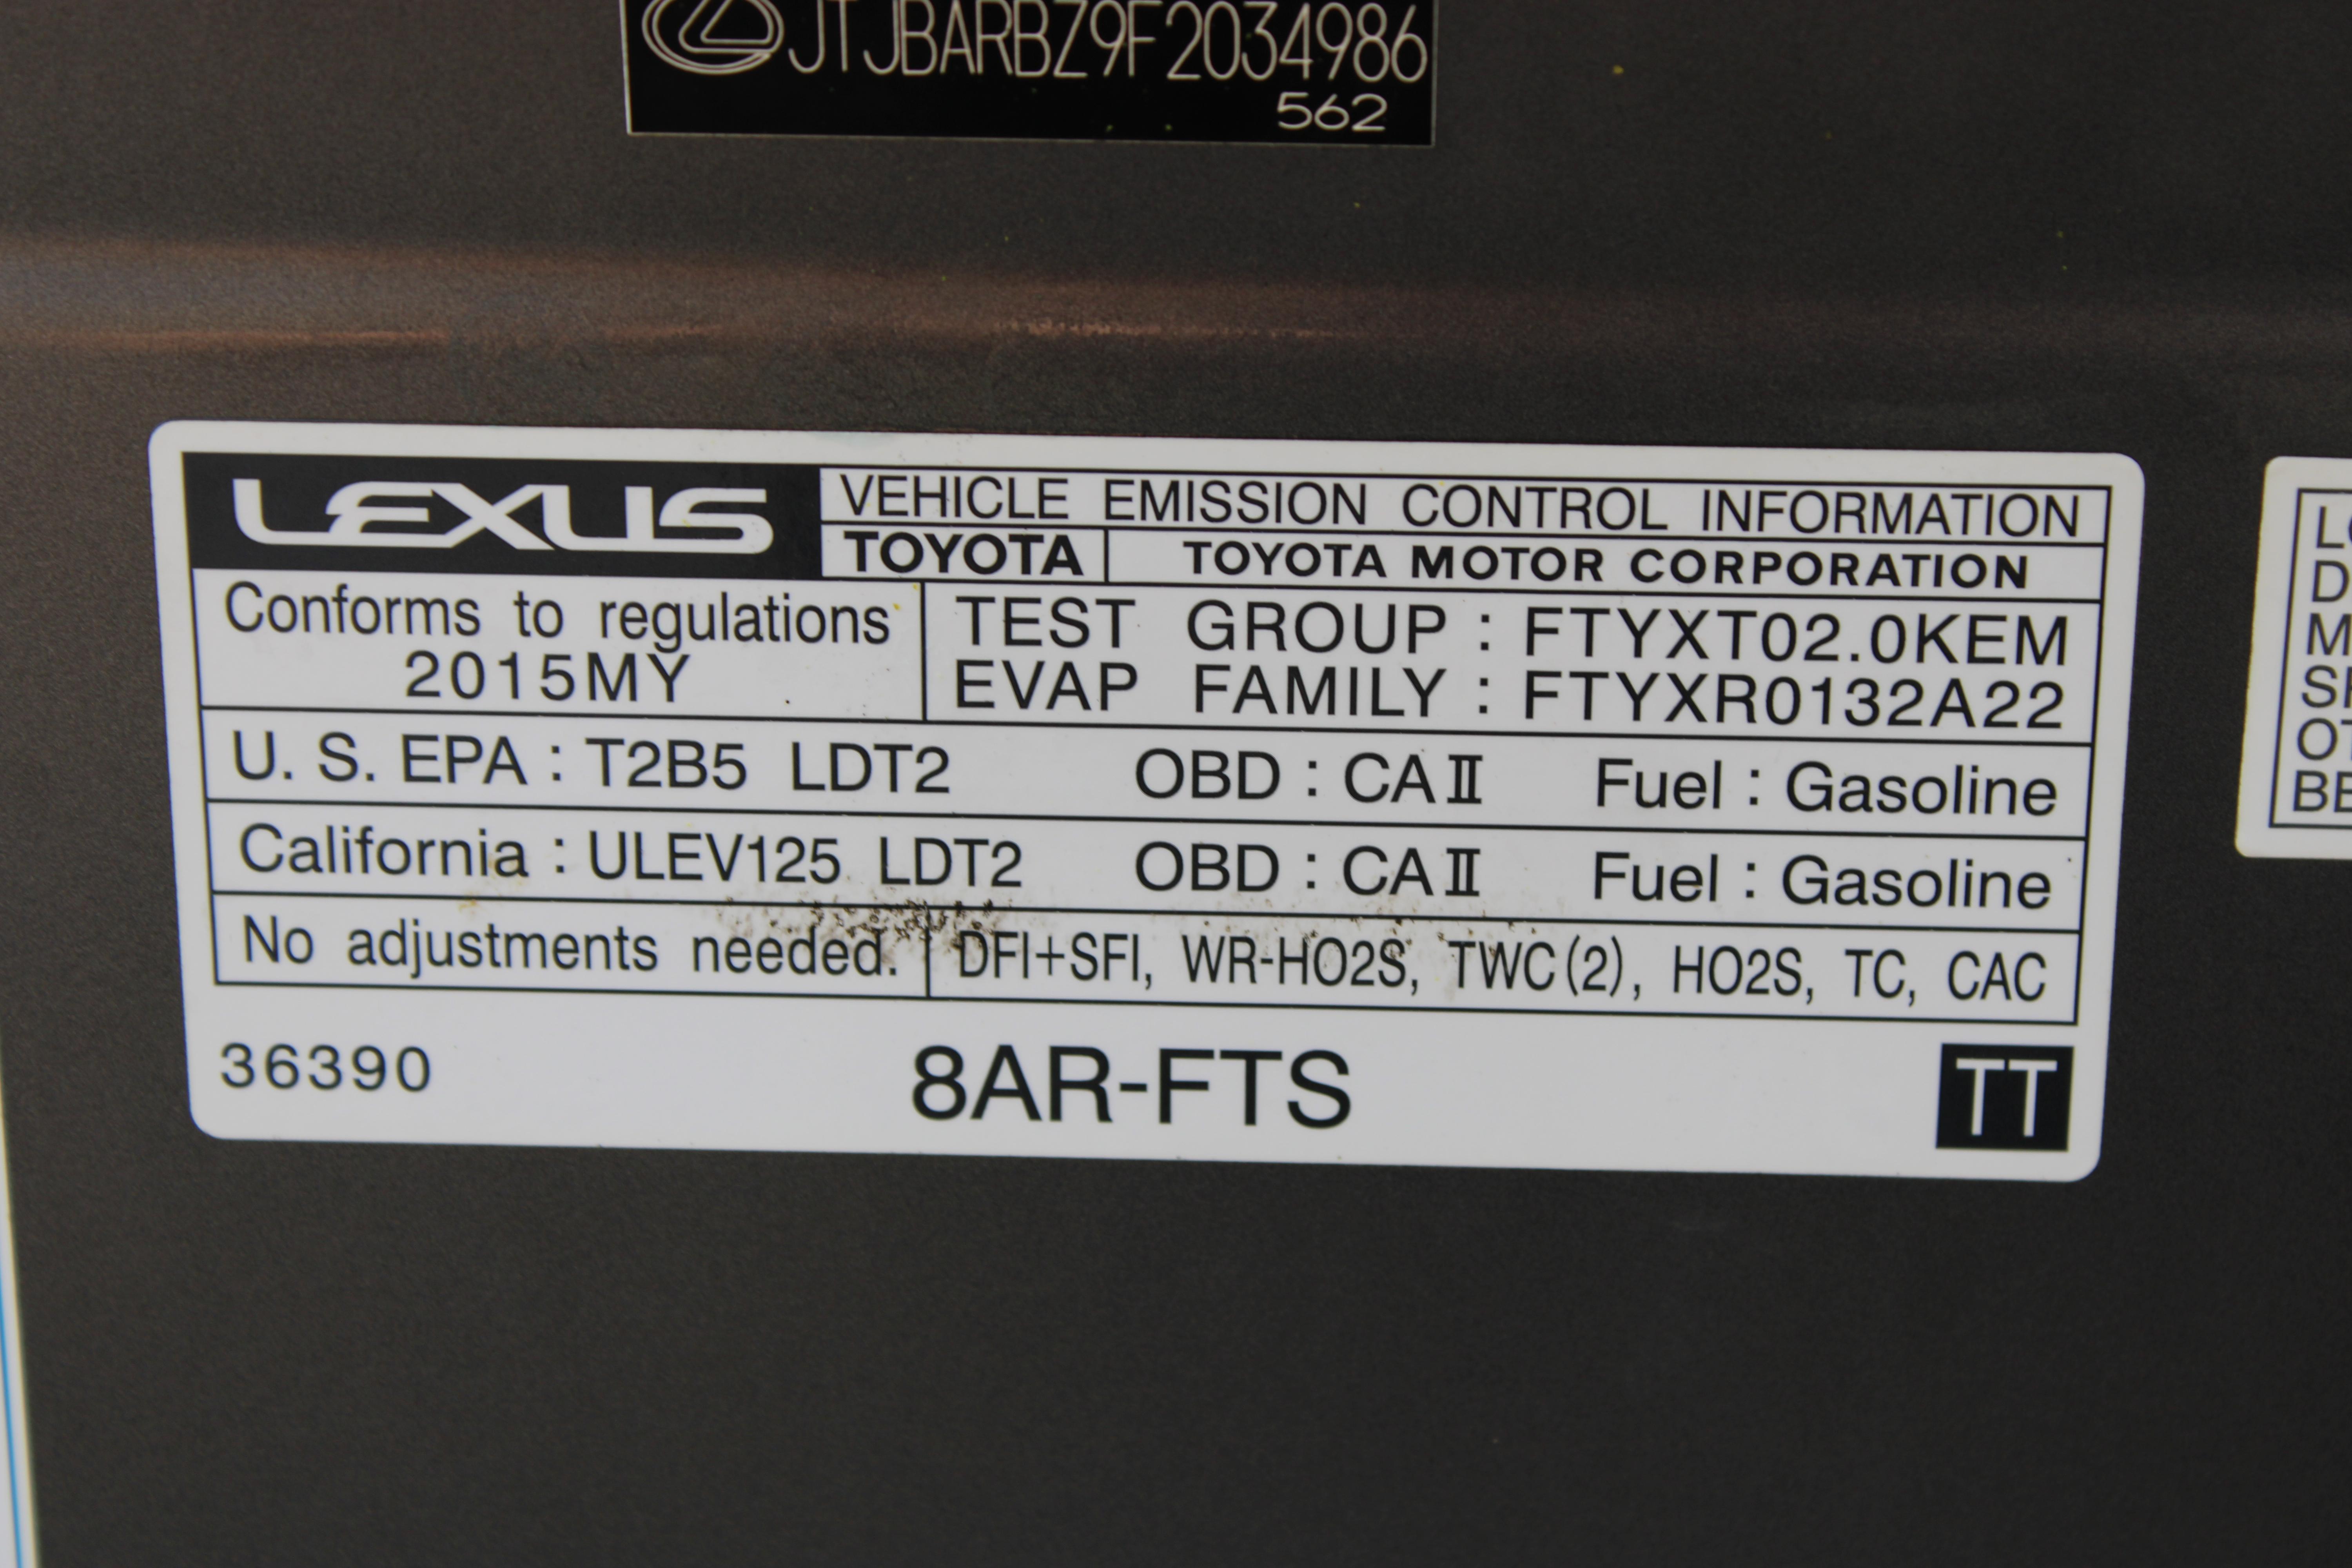 JTJBARBZ9F2034986
562
LEXUS
VEHICLE EMISSION CONTROL INFORMATION
TOYOTA TOYOTA MOTOR CORPORATION
Conforms to regulations
2015MY
TEST GROUP : FTYXT02.0KEM
EVAP FAMILY : FTYXR0132A22
U. S. EPA : T2B5 LDT2 OBD : CAⅡ Fuel : Gasoline
California : ULEV125 LDT2 OBD : CAⅡ Fuel : Gasoline
No adjustments needed. DFI+SFI, WR-HO2S, TWC(2), HO2S, TC, CAC
36390 8AR-FTS TT